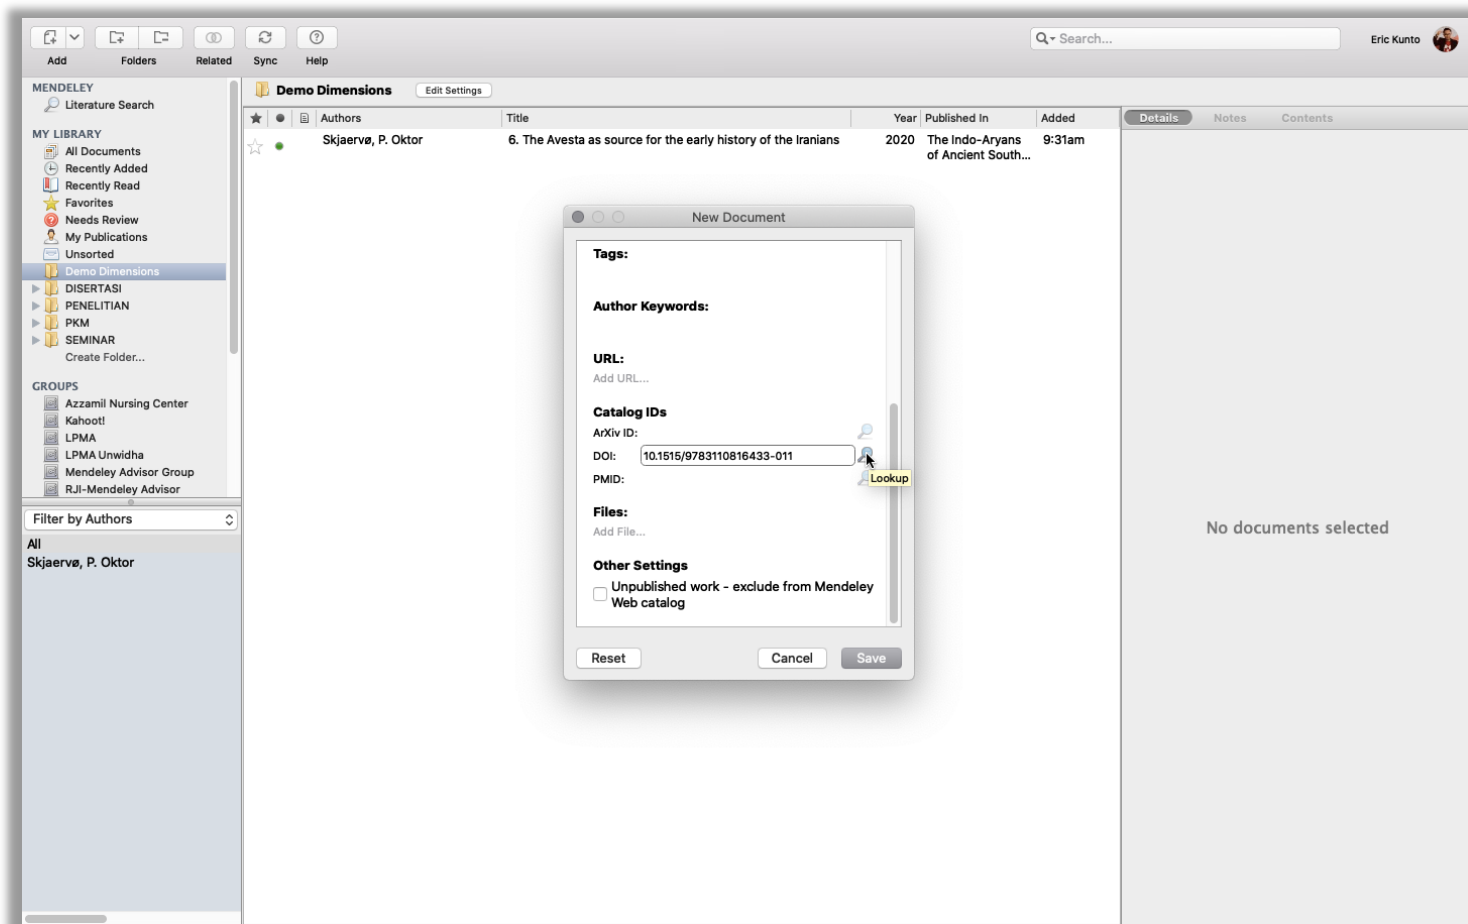 Search...
Eric Kunto
Add
Folders
Related
Sync
Help
MENDELEY
Literature Search
MY LIBRARY
All Documents
Recently Added
Recently Read
Favorites
Needs Review
My Publications
Unsorted
Demo Dimensions
DISERTASI
PENELITIAN
PKM
SEMINAR
Create Folder...
GROUPS
Azzamil Nursing Center
Kahoot!
LPMA
LPMA Unwidha
Mendeley Advisor Group
RJI-Mendeley Advisor
Filter by Authors
All
Skjaervø, P. Oktor
Demo Dimensions
Edit Settings
Authors
Title
Year
Published In
Added
Skjaervø, P. Oktor
6. The Avesta as source for the early history of the Iranians
2020
The Indo-Aryans
of Ancient South...
9:31am
New Document
Tags:
Author Keywords:
URL:
Add URL...
Catalog IDs
ArXiv ID:
DOI: 10.1515/9783110816433-011
Lookup
PMID:
Files:
Add File...
Other Settings
Unpublished work - exclude from Mendeley
Web catalog
Reset
Cancel
Save
Details
Notes
Contents
No documents selected